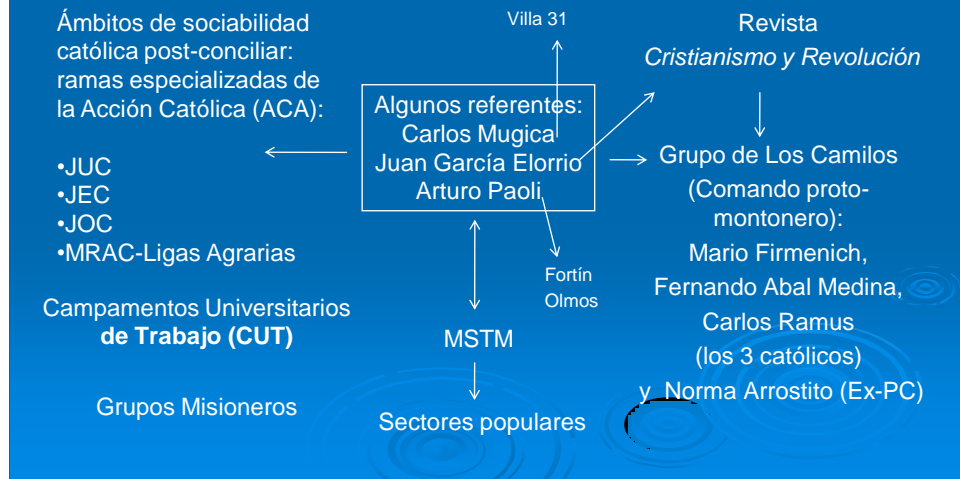 Ámbitos de sociabilidad
católica post-conciliar:
ramas especializadas de
la Acción Católica (ACA):
•JUC
•JEC
•JOC
•MRAC-Ligas Agrarias
Campamentos Universitarios
de Trabajo (CUT)
Grupos Misioneros
Villa 31
Algunos referentes:
Carlos Mugica
Juan García Elorrio
Arturo Paoli
Fortín
Olmos
MSTM
Sectores populares
Revista
Cristianismo y Revolución
Grupo de Los Camilos
(Comando proto-
montonero):
Mario Firmenich,
Fernando Abal Medina,
Carlos Ramus
(los 3 católicos)
y Norma Arrostito (Ex-PC)